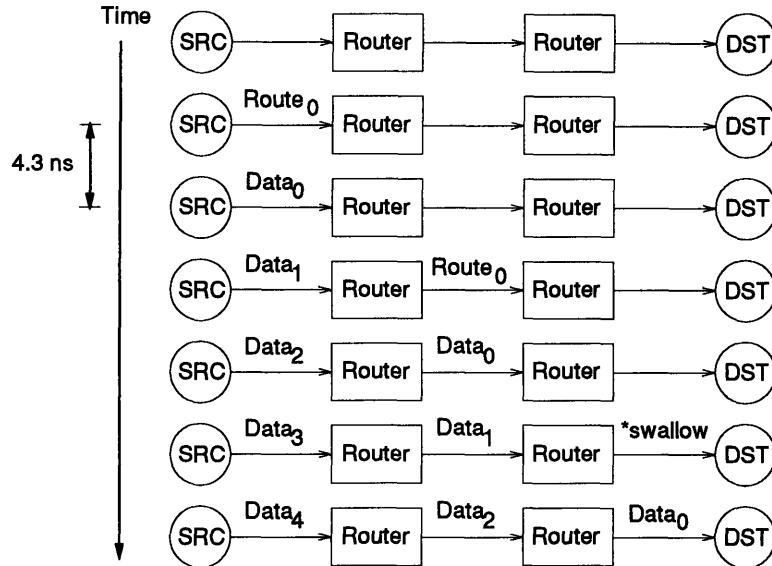 Time
SRC Router Router DST
Route0
SRC Router Router DST
4.3 ns
Data0
SRC Router Router DST
Data1 Route0
SRC Router Router DST
Data2 Data0
SRC Router Router DST
Data3 Data1 *swallow
SRC Router Router DST
Data4 Data2 Data0
SRC Router Router DST